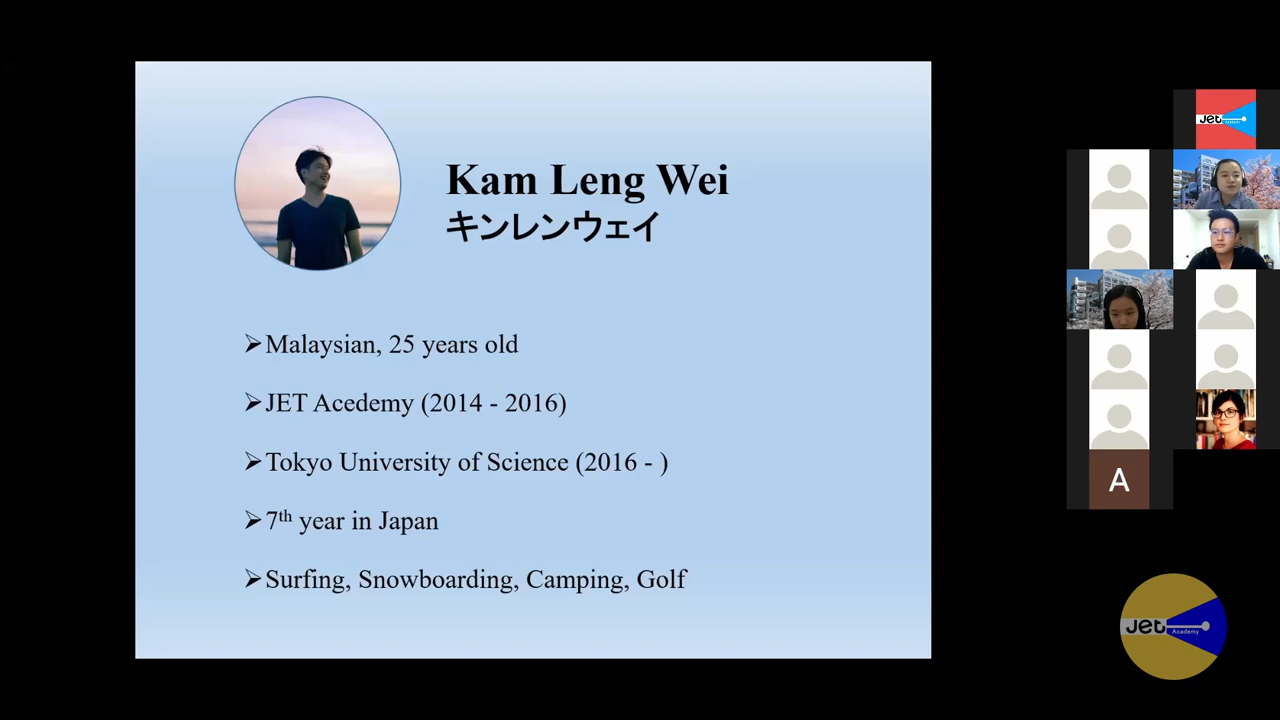 Kam Leng Wei
キンレンウェイ
➢Malaysian, 25 years old
➢JET Acedemy (2014 - 2016)
➢Tokyo University of Science (2016 - )
➢7th year in Japan
➢Surfing, Snowboarding, Camping, Golf
Jet
A
Jet
Academy